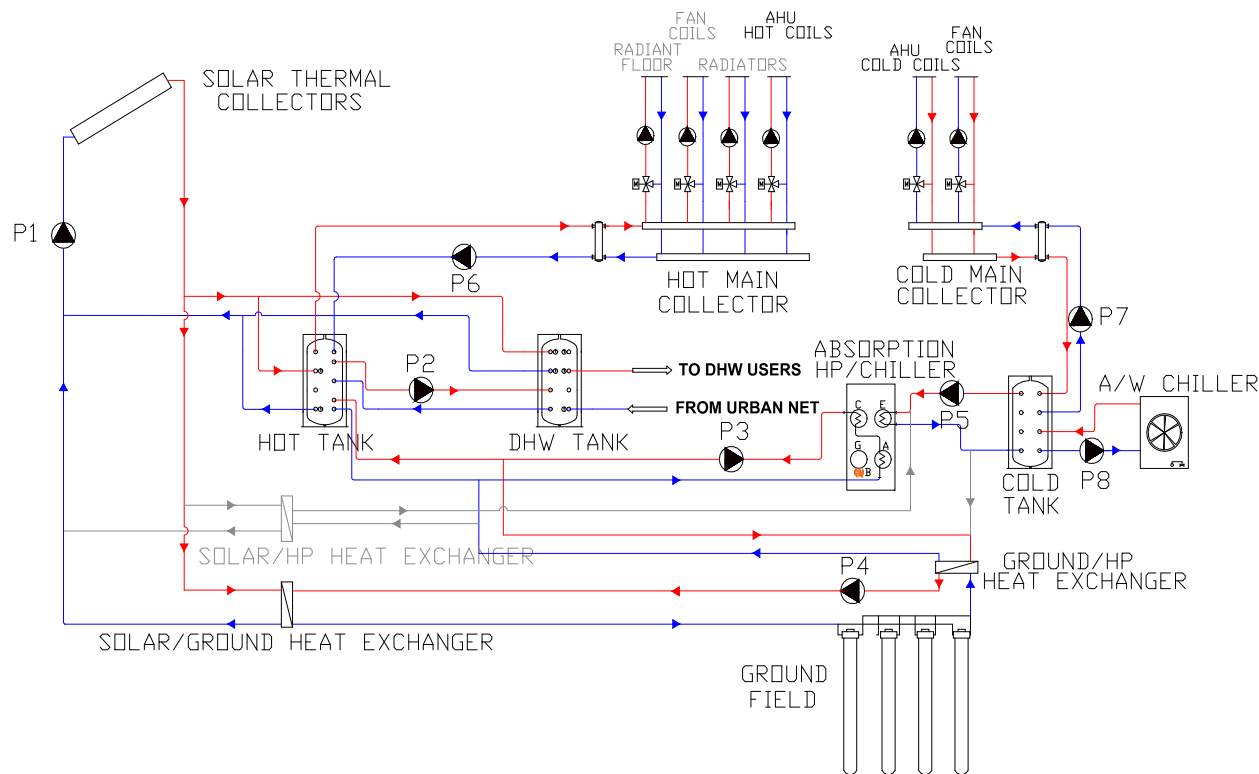 FAN
COILS
AHU
HOT COILS
RADIANT
FLOOR
RADIATORS
AHU
COLD COILS
FAN
COILS
SOLAR THERMAL
COLLECTORS
M
M
M
M
M
M
P1
P6
HOT MAIN
COLLECTOR
COLD MAIN
COLLECTOR
P7
P2
TO DHW USERS
FROM URBAN NET
ABSORPTION
HP/CHILLER
C
E
G
A
B
P5
A/W CHILLER
HOT TANK
DHW TANK
P3
P8
COLD
TANK
SOLAR/HP HEAT EXCHANGER
P4
GROUND/HP
HEAT EXCHANGER
SOLAR/GROUND HEAT EXCHANGER
GROUND
FIELD